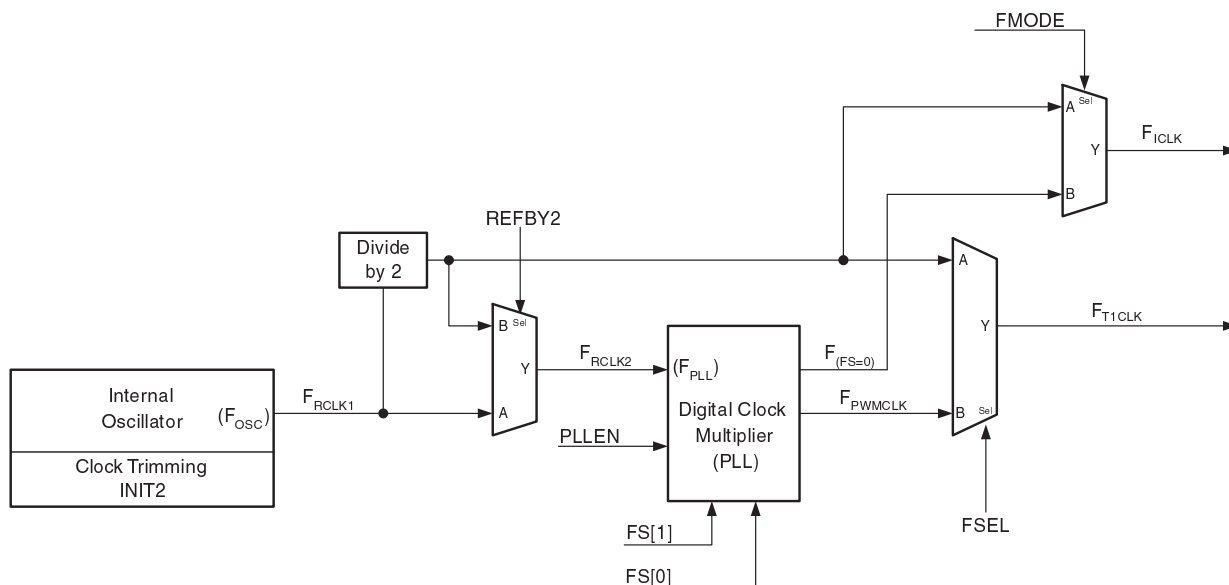 FMODE
A Sel
Y
B
F_ICLK
REFBY2
Divide
by 2
B Sel
Y
A
A
Y
B Sel
F_T1CLK
F_RCLK2
(F_PLL)
Digital Clock
Multiplier
(PLL)
F_(FS=0)
F_PWMCLK
Internal
Oscillator
(F_OSC)
F_RCLK1
Clock Trimming
INIT2
PLLEN
FS[1]
FS[0]
FSEL